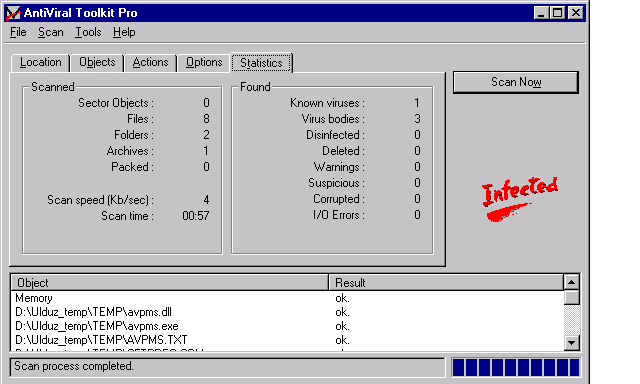 AntiViral Toolkit Pro
File Scan Tools Help
Location Objects Actions Options Statistics
Scan Now
Scanned
Sector Objects : 0
Files : 8
Folders : 2
Archives : 1
Packed : 0
Scan speed (Kb/sec) : 4
Scan time : 00:57
Found
Known viruses : 1
Virus bodies : 3
Disinfected : 0
Deleted : 0
Warnings : 0
Suspicious : 0
Corrupted : 0
I/O Errors : 0
Infected
Object Result
Memory ok.
D:\Ulduz_temp\TEMP\avpms.dll ok.
D:\Ulduz_temp\TEMP\avpms.exe ok.
D:\Ulduz_temp\TEMP\AVPMS.TXT ok.
Scan process completed.